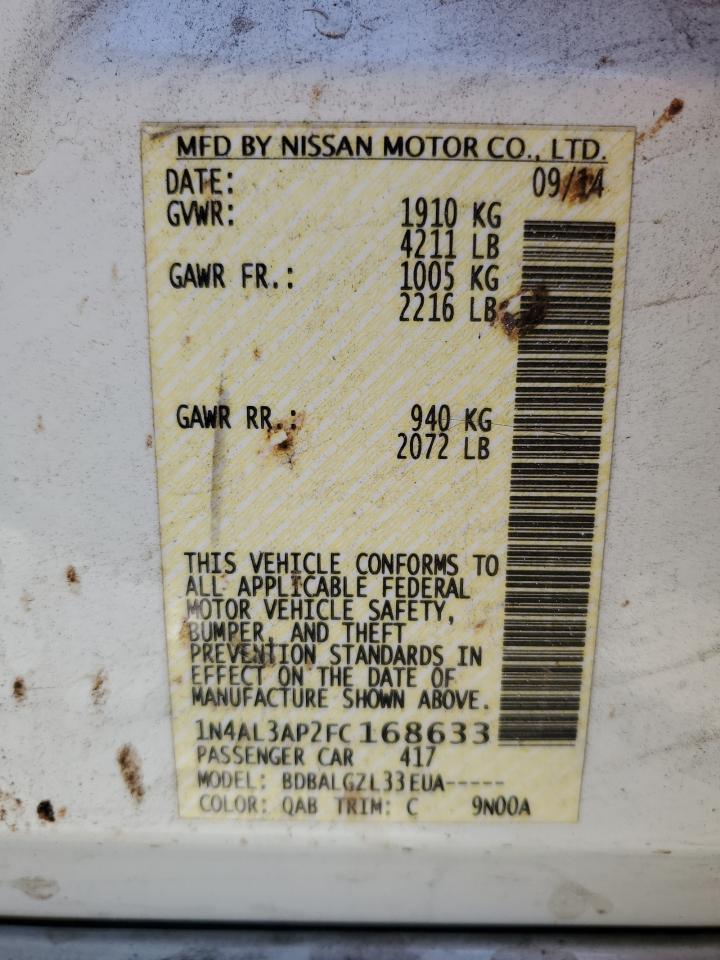 MFD BY NISSAN MOTOR CO., LTD.
DATE: 09/14
GVWR: 1910 KG
4211 LB
GAWR FR.: 1005 KG
2216 LB
GAWR RR.: 940 KG
2072 LB
THIS VEHICLE CONFORMS TO
ALL APPLICABLE FEDERAL
MOTOR VEHICLE SAFETY,
BUMPER, AND THEFT
PREVENTION STANDARDS IN
EFFECT ON THE DATE OF
MANUFACTURE SHOWN ABOVE.
1N4AL3AP2FC168633
PASSENGER CAR 417
MODEL: BDBALGZL33EUA-----
COLOR: QAB TRIM: C 9N00A